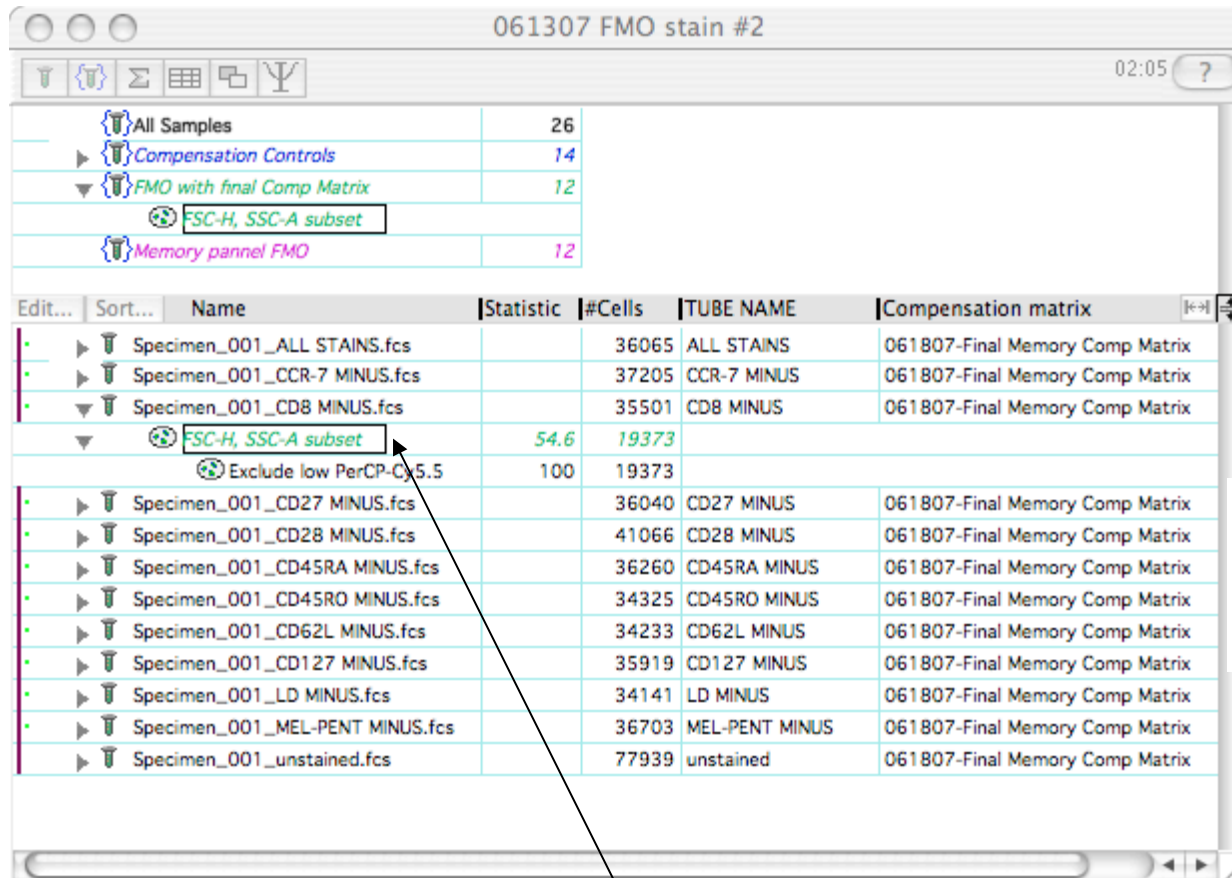 061307 FMO stain #2
Σ Ψ 02:05 ?
All Samples 26
Compensation Controls 14
FMO with final Comp Matrix 12
FSC-H, SSC-A subset
Memory pannel FMO 12
Edit... Sort... Name Statistic #Cells TUBE NAME Compensation matrix
Specimen_001_ALL STAINS.fcs 36065 ALL STAINS 061807-Final Memory Comp Matrix
Specimen_001_CCR-7 MINUS.fcs 37205 CCR-7 MINUS 061807-Final Memory Comp Matrix
Specimen_001_CD8 MINUS.fcs 35501 CD8 MINUS 061807-Final Memory Comp Matrix
FSC-H, SSC-A subset 54.6 19373
Exclude low PerCP-Cy5.5 100 19373
Specimen_001_CD27 MINUS.fcs 36040 CD27 MINUS 061807-Final Memory Comp Matrix
Specimen_001_CD28 MINUS.fcs 41066 CD28 MINUS 061807-Final Memory Comp Matrix
Specimen_001_CD45RA MINUS.fcs 36260 CD45RA MINUS 061807-Final Memory Comp Matrix
Specimen_001_CD45RO MINUS.fcs 34325 CD45RO MINUS 061807-Final Memory Comp Matrix
Specimen_001_CD62L MINUS.fcs 34233 CD62L MINUS 061807-Final Memory Comp Matrix
Specimen_001_CD127 MINUS.fcs 35919 CD127 MINUS 061807-Final Memory Comp Matrix
Specimen_001_LD MINUS.fcs 34141 LD MINUS 061807-Final Memory Comp Matrix
Specimen_001_MEL-PENT MINUS.fcs 36703 MEL-PENT MINUS 061807-Final Memory Comp Matrix
Specimen_001_unstained.fcs 77939 unstained 061807-Final Memory Comp Matrix